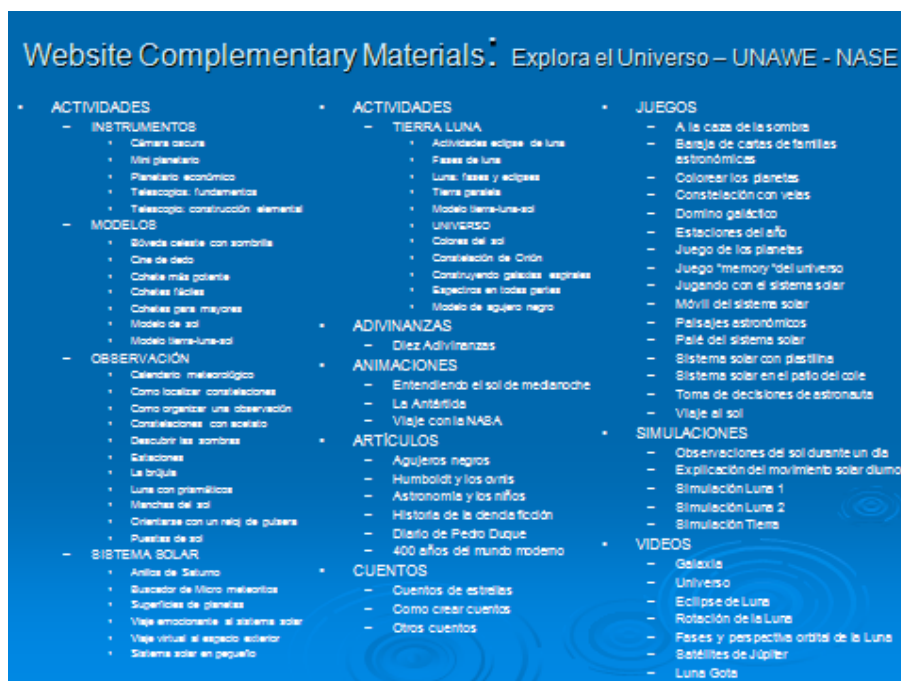 Website Complementary Materials: Explora el Universo – UNAWE - NASE
• ACTIVIDADES
– INSTRUMENTOS
• Cámara oscura
• Mini planetario
• Planetario económico
• Telescopios: fundamentos
• Telescopio: construcción elemental
– MODELOS
• Bóveda celeste con sombrilla
• Cine de dedo
• Cohete más potente
• Cohetes fáciles
• Cohetes para mayores
• Modelo de sol
• Modelo tierra-luna-sol
– OBSERVACIÓN
• Calendario meteorológico
• Como localizar constelaciones
• Como organizar una observación
• Constelaciones con acetato
• Descubrir las sombras
• Estaciones
• La brújula
• Luna con prismáticos
• Manchas del sol
• Orientarse con un reloj de pulsera
• Puestas de sol
– SISTEMA SOLAR
• Anillos de Saturno
• Buscador de Micro meteoritos
• Superficies de planetas
• Viaje emocionante al sistema solar
• Viaje virtual al espacio exterior
• Sistema solar en pequeño
• ACTIVIDADES
– TIERRA LUNA
• Actividades eclipse de luna
• Fases de luna
• Luna: fases y eclipses
• Tierra paralela
• Modelo tierra-luna-sol
• UNIVERSO
• Colores del sol
• Constelación de Orión
• Construyendo galaxias espirales
• Espectros en todas partes
• Modelo de agujero negro
• ADIVINANZAS
– Diez Adivinanzas
• ANIMACIONES
– Entendiendo el sol de medianoche
– La Antártida
– Viaje con la NASA
• ARTÍCULOS
– Agujeros negros
– Humboldt y los ovnis
– Astronomía y los niños
– Historia de la ciencia ficción
– Diario de Pedro Duque
– 400 años del mundo moderno
• CUENTOS
– Cuentos de estrellas
– Como crear cuentos
– Otros cuentos
• JUEGOS
– A la caza de la sombra
– Baraja de cartas de familias
astronómicas
– Colorear los planetas
– Constelación con velas
– Domino galáctico
– Estaciones del año
– Juego de los planetas
– Juego "memory "del universo
– Jugando con el sistema solar
– Móvil del sistema solar
– Paisajes astronómicos
– Palé del sistema solar
– Sistema solar con plastilina
– Sistema solar en el patio del cole
– Toma de decisiones de astronauta
– Viaje al sol
• SIMULACIONES
– Observaciones del sol durante un día
– Explicación del movimiento solar diurno
– Simulación Luna 1
– Simulación Luna 2
– Simulación Tierra
• VIDEOS
– Galaxia
– Universo
– Eclipse de Luna
– Rotación de la Luna
– Fases y perspectiva orbital de la Luna
– Satélites de Júpiter
– Luna Gota